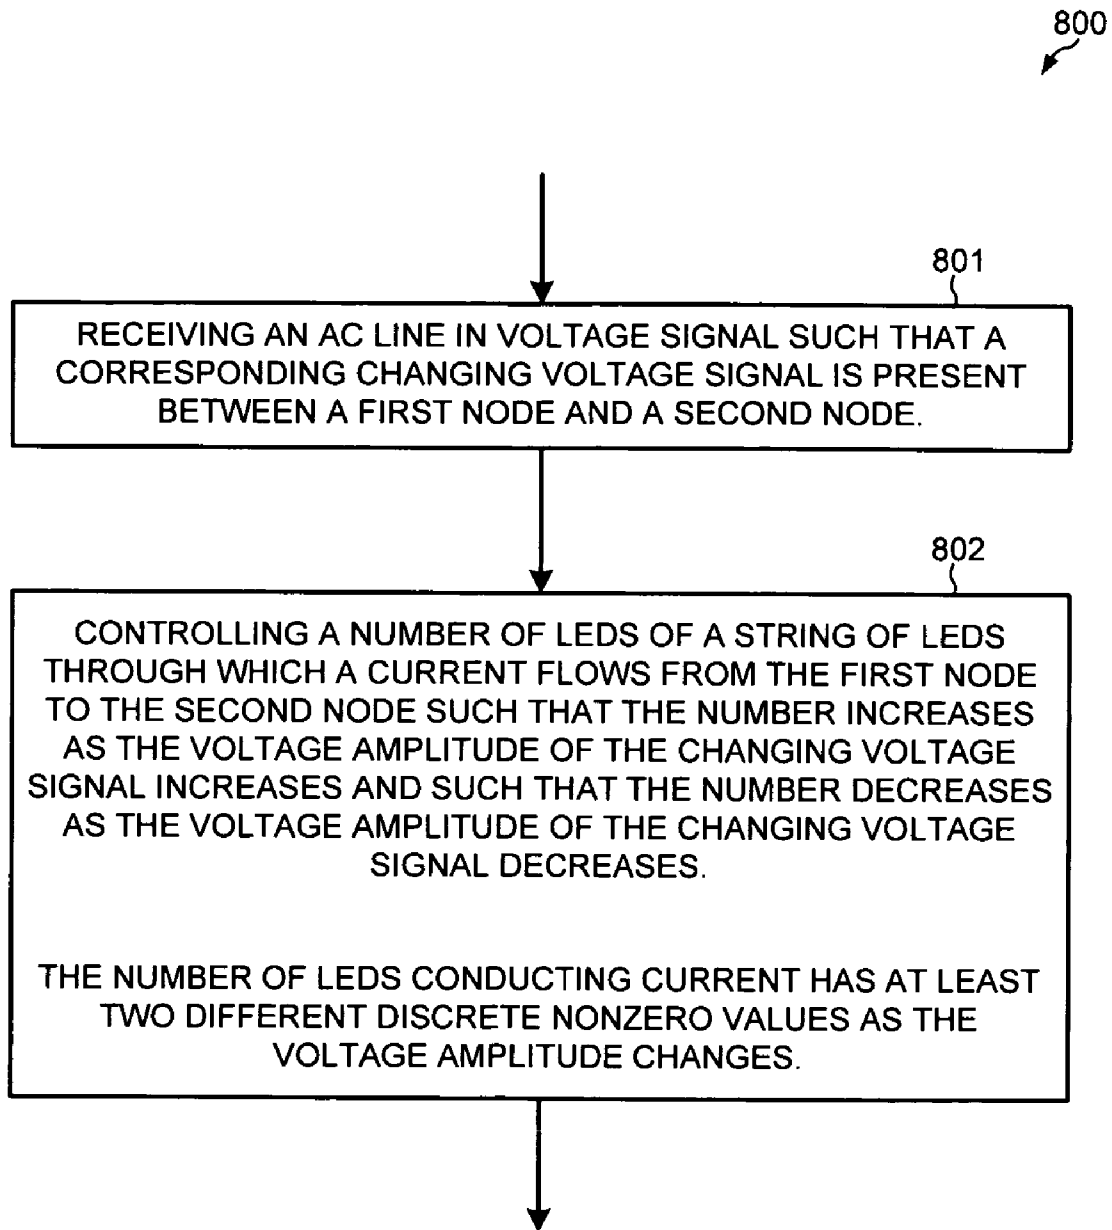 800
801
RECEIVING AN AC LINE IN VOLTAGE SIGNAL SUCH THAT A
CORRESPONDING CHANGING VOLTAGE SIGNAL IS PRESENT
BETWEEN A FIRST NODE AND A SECOND NODE.
802
CONTROLLING A NUMBER OF LEDS OF A STRING OF LEDS
THROUGH WHICH A CURRENT FLOWS FROM THE FIRST NODE
TO THE SECOND NODE SUCH THAT THE NUMBER INCREASES
AS THE VOLTAGE AMPLITUDE OF THE CHANGING VOLTAGE
SIGNAL INCREASES AND SUCH THAT THE NUMBER DECREASES
AS THE VOLTAGE AMPLITUDE OF THE CHANGING VOLTAGE
SIGNAL DECREASES.
THE NUMBER OF LEDS CONDUCTING CURRENT HAS AT LEAST
TWO DIFFERENT DISCRETE NONZERO VALUES AS THE
VOLTAGE AMPLITUDE CHANGES.